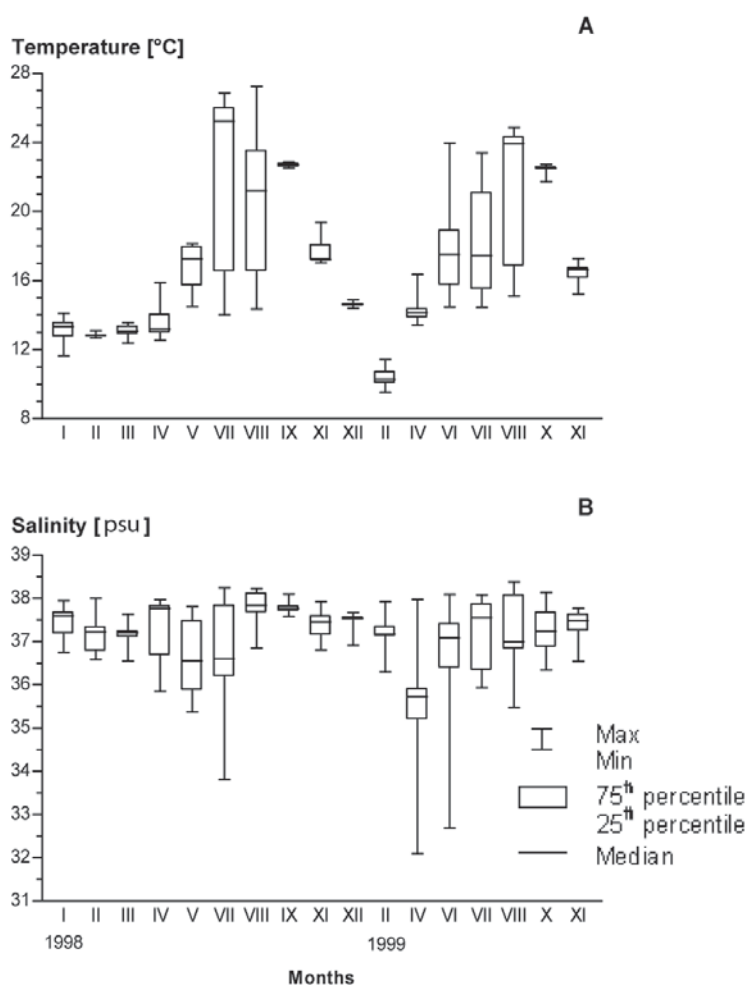 A
Temperature [°C]
28
24
20
16
12
8
I II III IV V VII VIII IX XI XII II IV VI VII VIII X XI
B
Salinity [psu]
39
38
37
36
35
34
33
32
31
Max
Min
75th percentile
25th percentile
Median
I II III IV V VII VIII IX XI XII II IV VI VII VIII X XI
1998 1999
Months